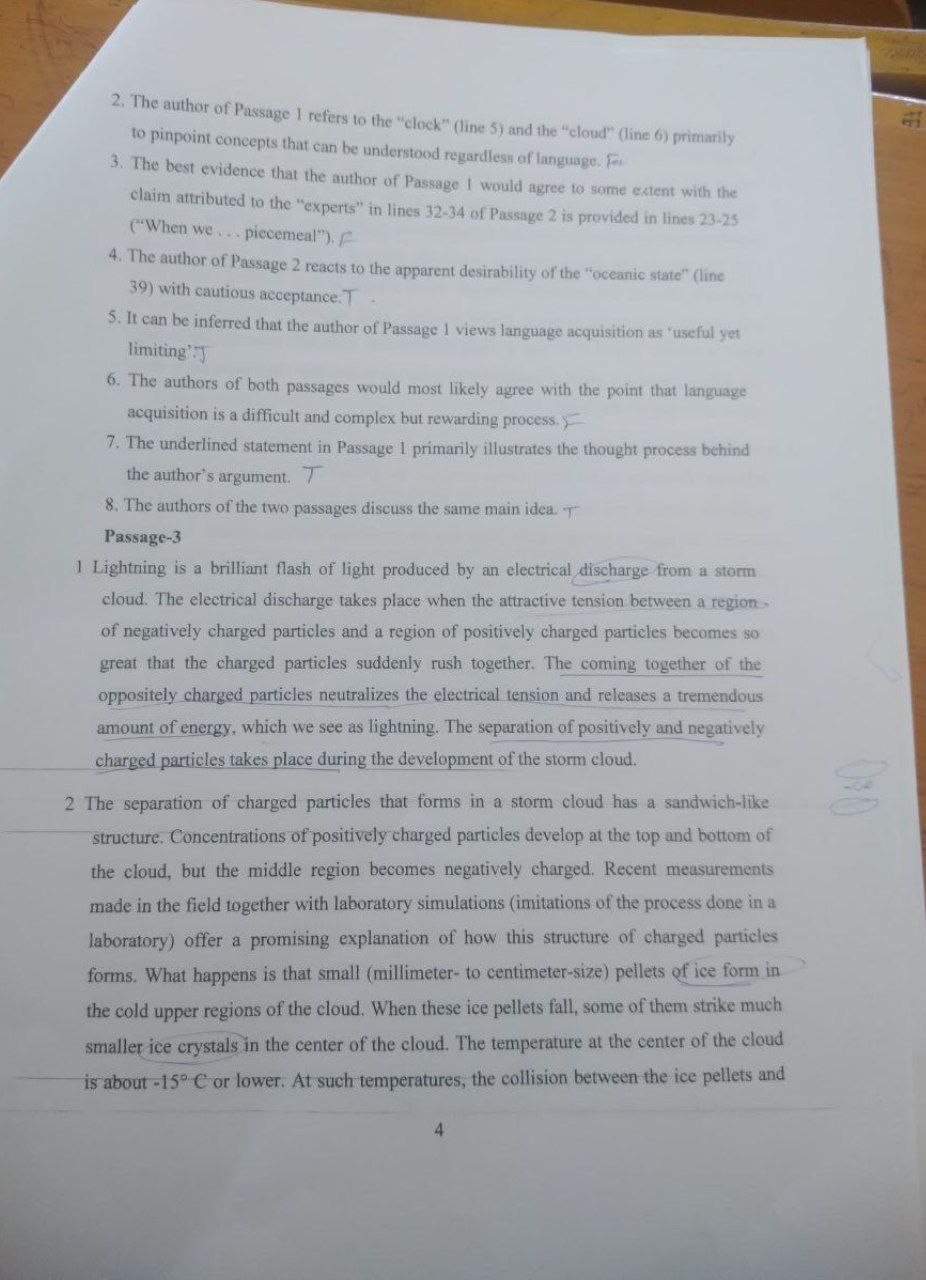 2. The author of Passage 1 refers to the "clock" (line 5) and the "cloud" (line 6) primarily
to pinpoint concepts that can be understood regardless of language.
3. The best evidence that the author of Passage 1 would agree to some extent with the
claim attributed to the "experts" in lines 32-34 of Passage 2 is provided in lines 23-25
("When we . . . piecemeal"). F
4. The author of Passage 2 reacts to the apparent desirability of the "oceanic state" (line
39) with cautious acceptance. T
5. It can be inferred that the author of Passage 1 views language acquisition as 'useful yet
limiting'. T
6. The authors of both passages would most likely agree with the point that language
acquisition is a difficult and complex but rewarding process. F
7. The underlined statement in Passage 1 primarily illustrates the thought process behind
the author's argument. T
8. The authors of the two passages discuss the same main idea. T
Passage-3
1 Lightning is a brilliant flash of light produced by an electrical discharge from a storm
cloud. The electrical discharge takes place when the attractive tension between a region
of negatively charged particles and a region of positively charged particles becomes so
great that the charged particles suddenly rush together. The coming together of the
oppositely charged particles neutralizes the electrical tension and releases a tremendous
amount of energy, which we see as lightning. The separation of positively and negatively
charged particles takes place during the development of the storm cloud.
2 The separation of charged particles that forms in a storm cloud has a sandwich-like
structure. Concentrations of positively charged particles develop at the top and bottom of
the cloud, but the middle region becomes negatively charged. Recent measurements
made in the field together with laboratory simulations (imitations of the process done in a
laboratory) offer a promising explanation of how this structure of charged particles
forms. What happens is that small (millimeter- to centimeter-size) pellets of ice form in
the cold upper regions of the cloud. When these ice pellets fall, some of them strike much
smaller ice crystals in the center of the cloud. The temperature at the center of the cloud
is about -15° C or lower. At such temperatures, the collision between the ice pellets and
4